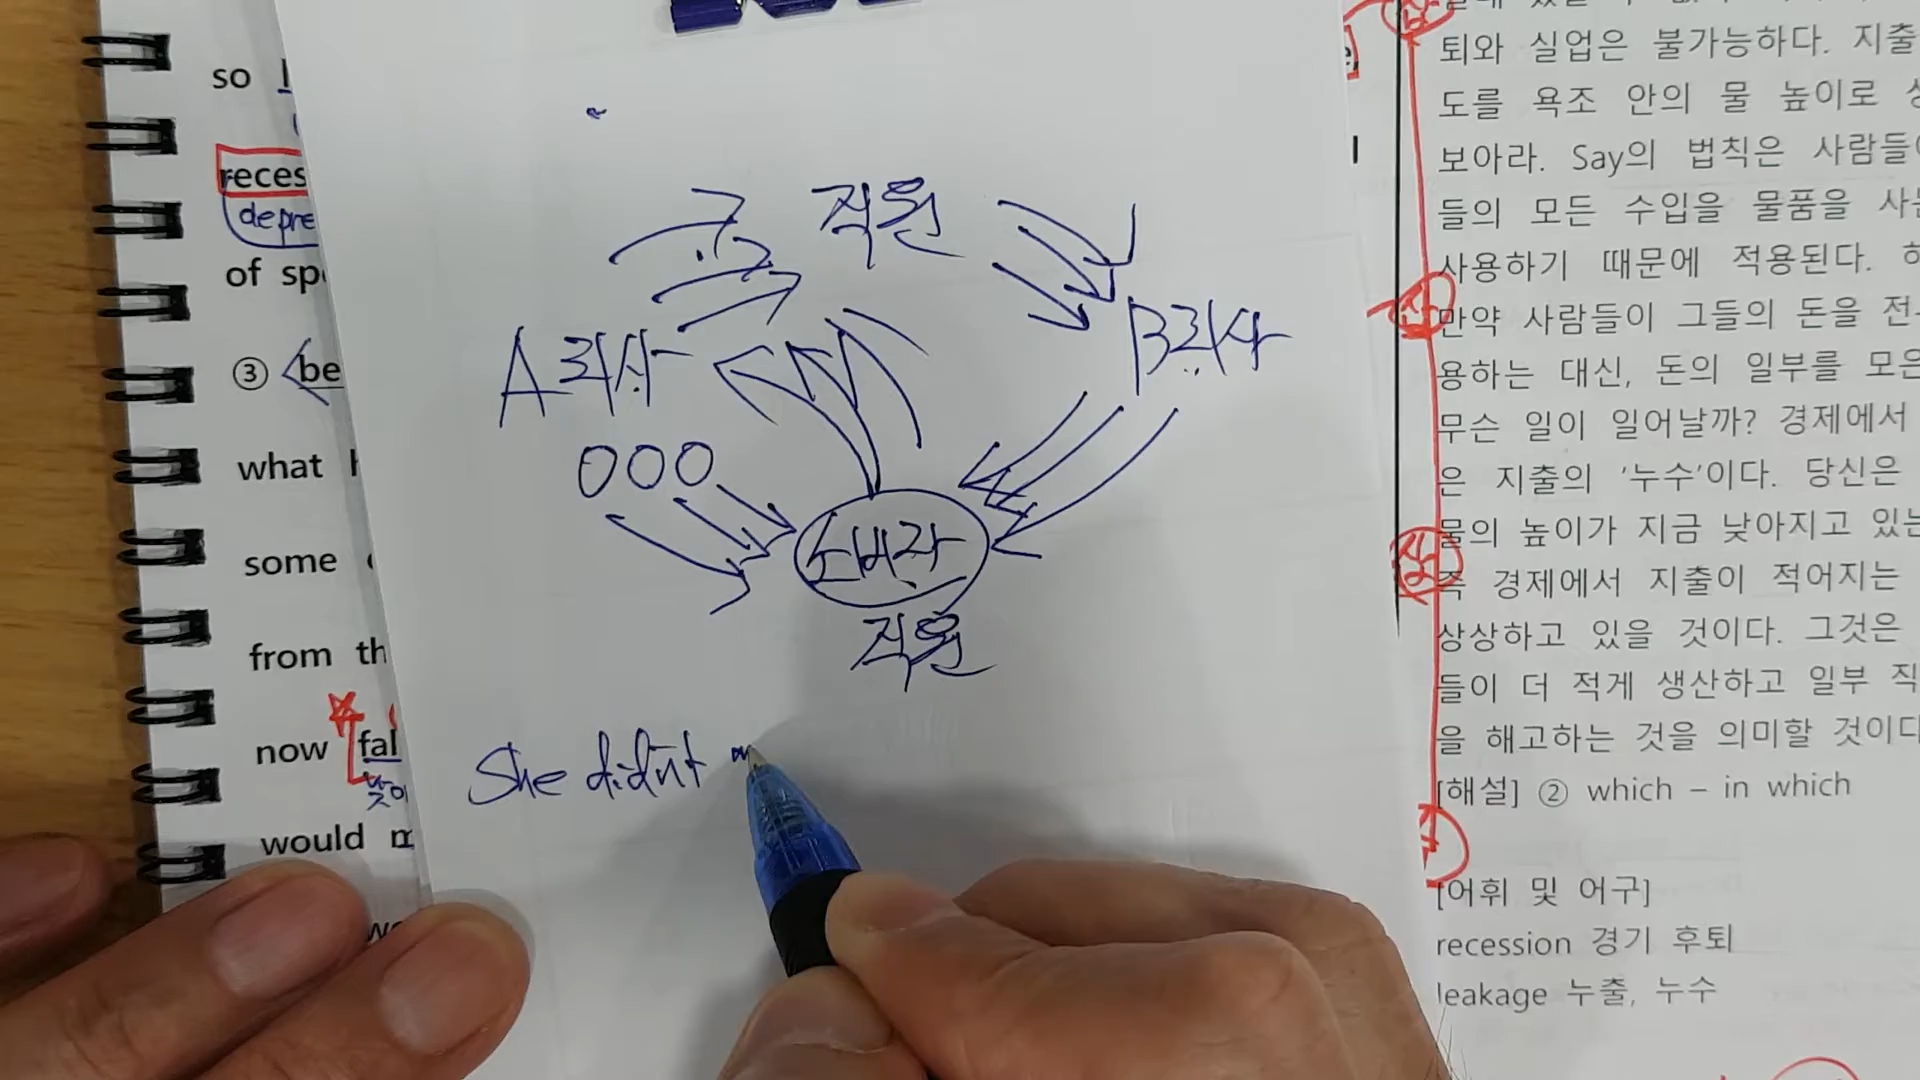 so
reces
depre
of sp
③ be
what
some
from th
now fal
낮이
would m
직원
A회사
B회사
OOO
소비자
직원
She didn't
퇴와 실업은 불가능하다. 지출
도를 욕조 안의 물 높이로 상
보아라. Say의 법칙은 사람들이
들의 모든 수입을 물품을 사는
사용하기 때문에 적용된다. 하
만약 사람들이 그들의 돈을 전
용하는 대신, 돈의 일부를 모은
무슨 일이 일어날까? 경제에서
은 지출의 '누수'이다. 당신은
물의 높이가 지금 낮아지고 있는
즉 경제에서 지출이 적어지는
상상하고 있을 것이다. 그것은
들이 더 적게 생산하고 일부 직
을 해고하는 것을 의미할 것이다
[해설] ② which – in which
[어휘 및 어구]
recession 경기 후퇴
leakage 누출, 누수